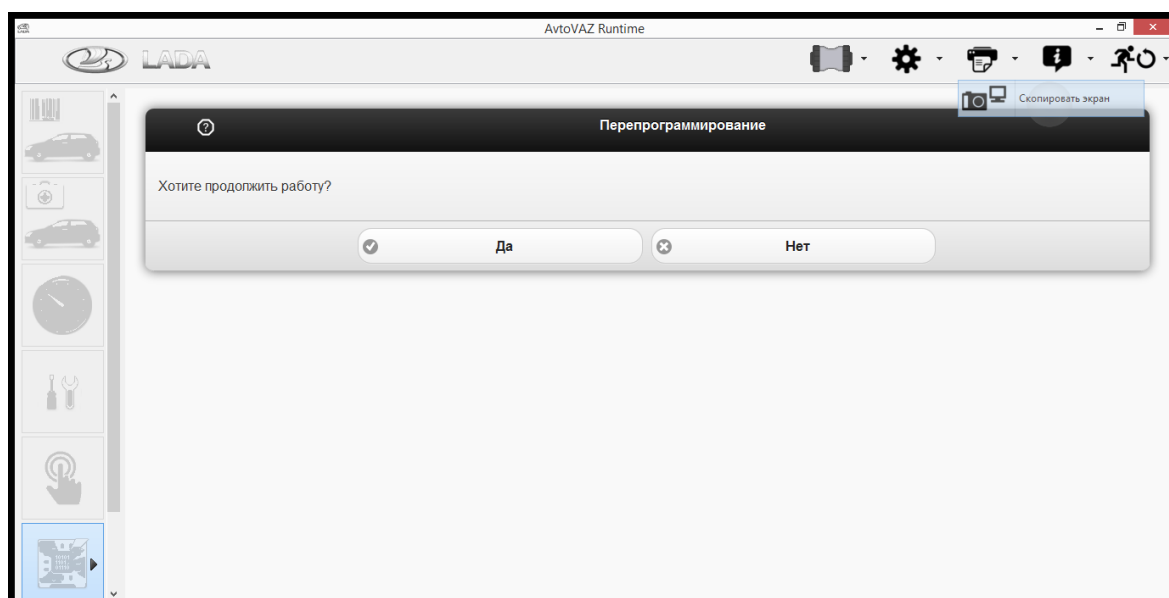 AvtoVAZ Runtime
LADA
Скопировать экран
Перепрограммирование
Хотите продолжить работу?
Да
Нет